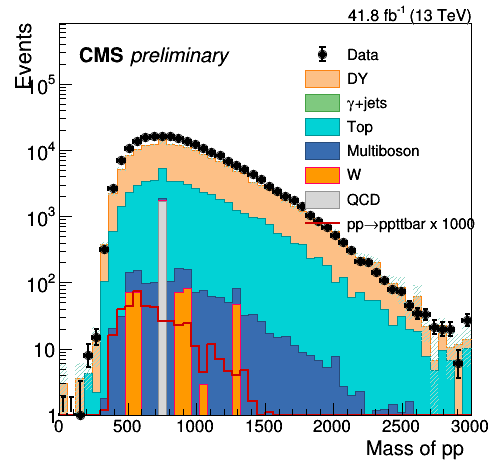 41.8 fb⁻¹ (13 TeV)
Events
CMS preliminary
Data
DY
γ+jets
Top
Multiboson
W
QCD
pp→ppttbar x 1000
10⁵
10⁴
10³
10²
10
1
0 500 1000 1500 2000 2500 3000
Mass of pp